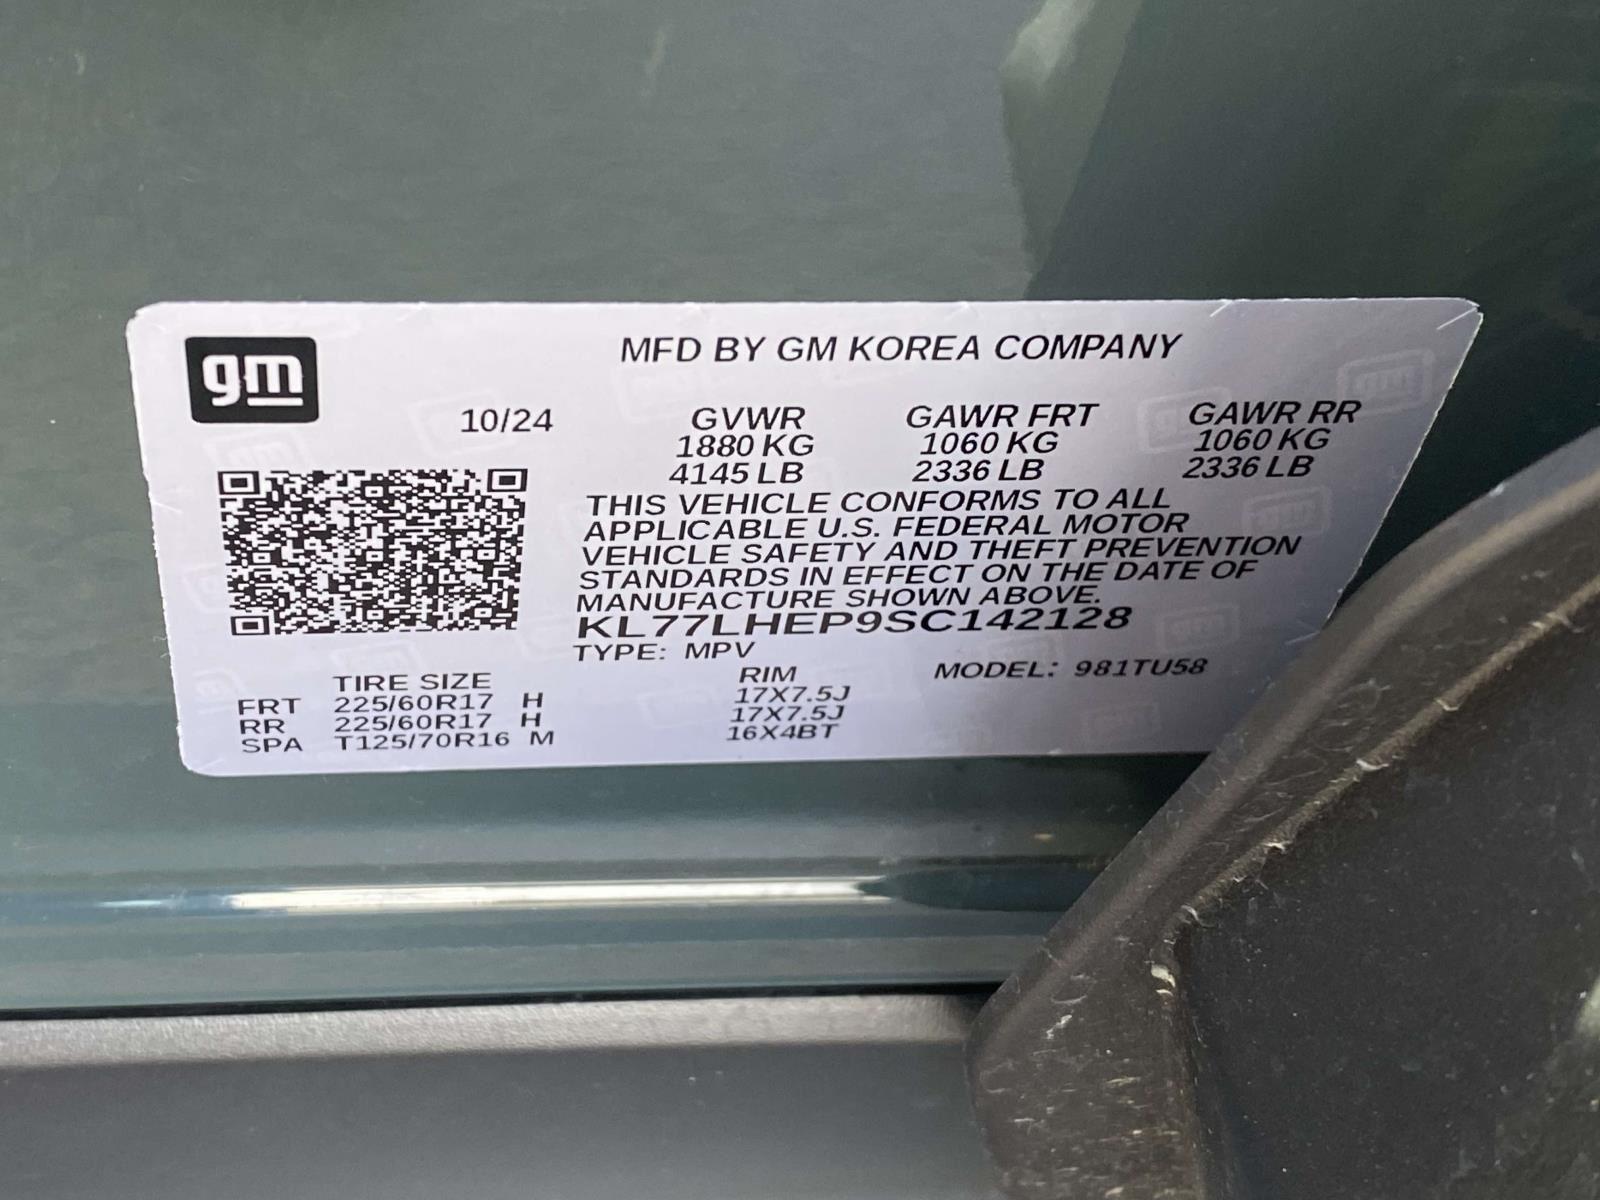 gm
MFD BY GM KOREA COMPANY
10/24 GVWR GAWR FRT GAWR RR
1880 KG 1060 KG 1060 KG
4145 LB 2336 LB 2336 LB
THIS VEHICLE CONFORMS TO ALL
APPLICABLE U.S. FEDERAL MOTOR
VEHICLE SAFETY AND THEFT PREVENTION
STANDARDS IN EFFECT ON THE DATE OF
MANUFACTURE SHOWN ABOVE.
KL77LHEP9SC142128
TYPE: MPV MODEL: 981TU58
TIRE SIZE RIM
FRT 225/60R17 H 17X7.5J
RR 225/60R17 H 17X7.5J
SPA T125/70R16 M 16X4BT